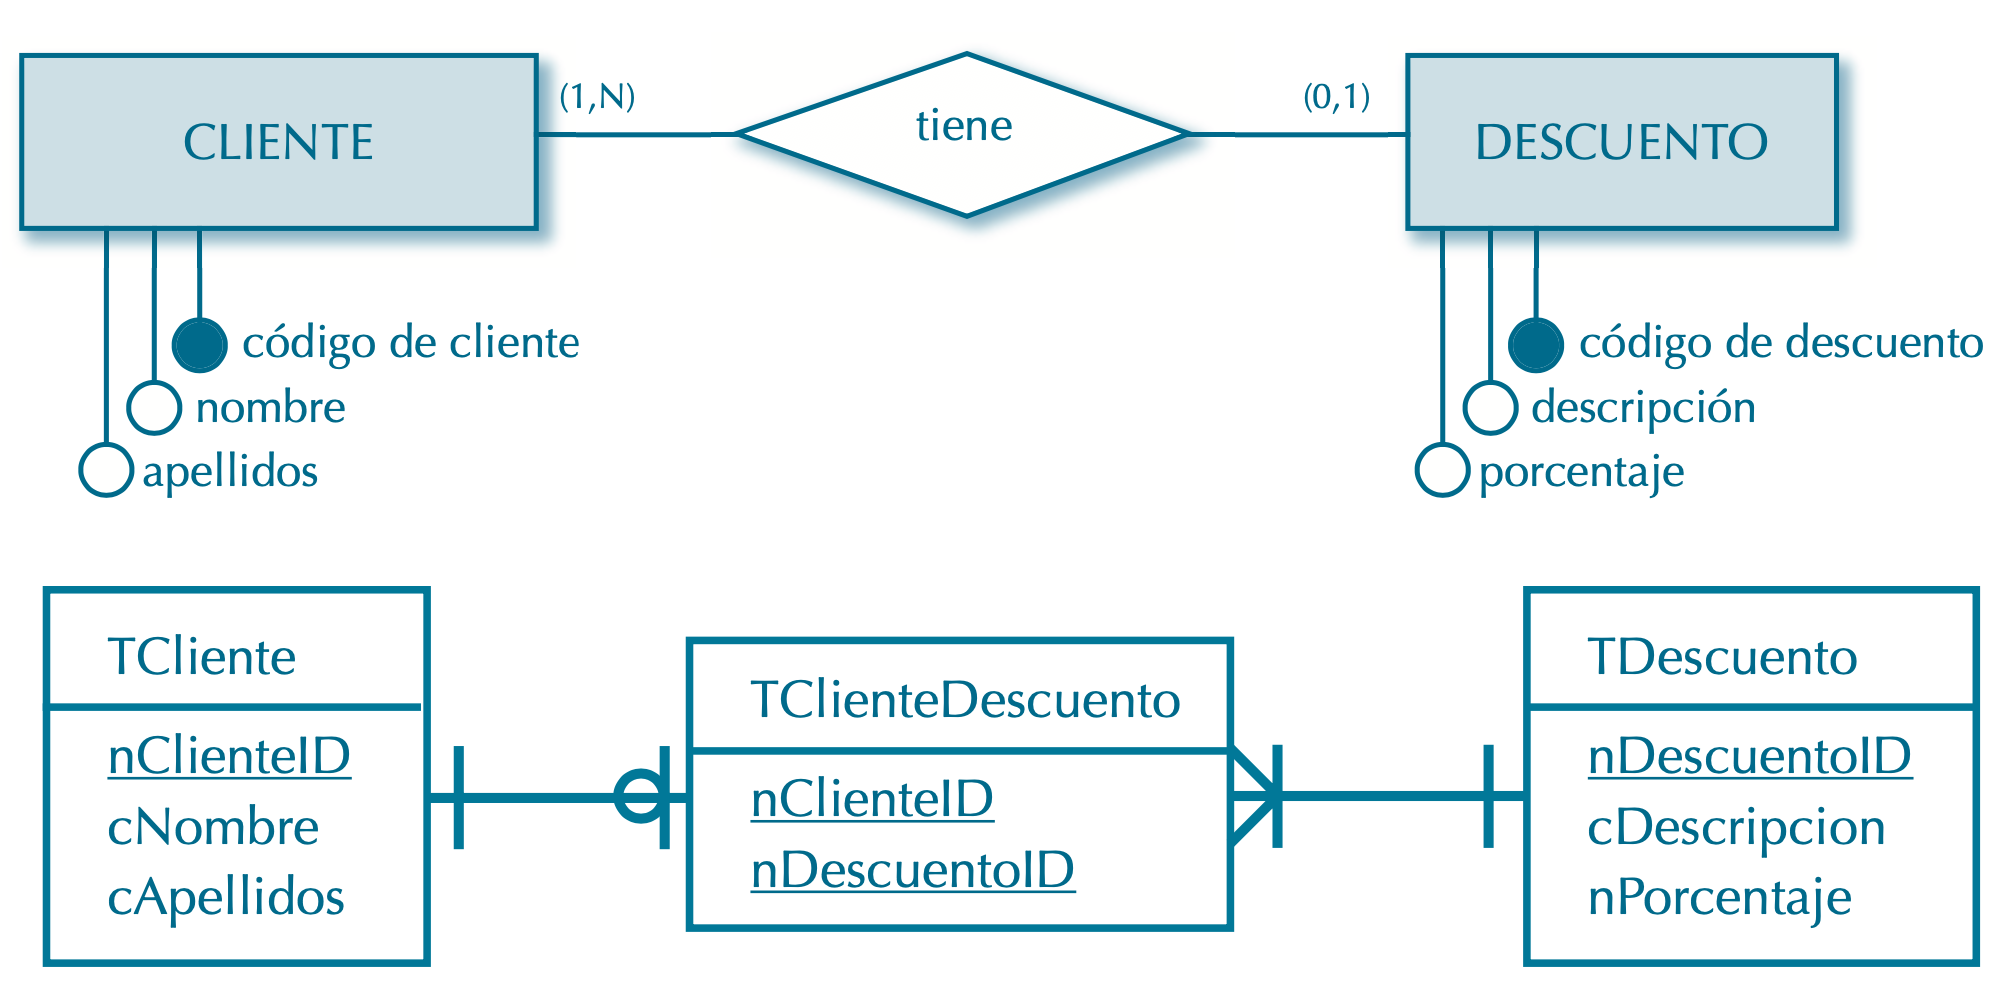 CLIENTE
(1,N)
tiene
(0,1)
DESCUENTO
código de cliente
nombre
apellidos
código de descuento
descripción
porcentaje
TCliente
nClienteID
cNombre
cApellidos
TClienteDescuento
nClienteID
nDescuentoID
TDescuento
nDescuentoID
cDescripcion
nPorcentaje